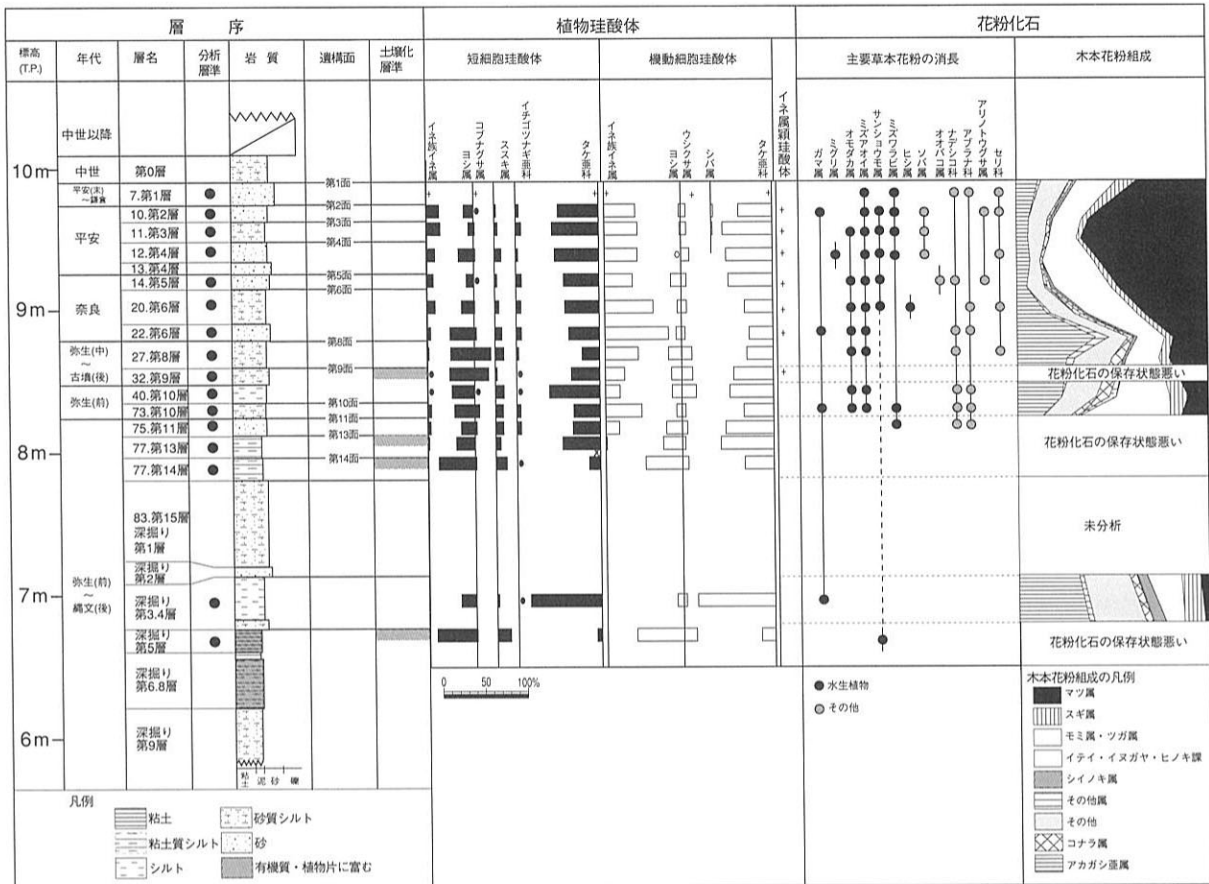 層　序
植物珪酸体
花粉化石
標高
(T.P.)
年代
層名
分析
層準
岩 質
遺構面
土壌化
層準
短細胞珪酸体
機動細胞珪酸体
イネ属穎珪酸体
主要草本花粉の消長
木本花粉組成
イネ族イネ属
ヨシ属
コブナグサ属
ススキ属
イチゴツナギ亜科
タケ亜科
イネ族イネ属
ヨシ属
ウシクサ族
シバ属
タケ亜科
ガマ属
ミクリ属
オモダカ属
ミズアオイ属
サンショウモ属
ミズワラビ属
ヒシ属
ソバ属
オオバコ属
ナデシコ科
アブラナ科
アリノトウグサ属
セリ科
中世以降
10m
中世
第0層
第1面
平安(末)
～鎌倉
7.第1層
第2面
10.第2層
第3面
平安
11.第3層
第4面
12.第4層
13.第4層
第5面
14.第5層
第6面
9m
奈良
20.第6層
22.第6層
第8面
弥生(中)
～
古墳(後)
27.第8層
第9面
32.第9層
花粉化石の保存状態悪い
弥生(前)
40.第10層
第10面
73.第10層
第11面
75.第11層
第13面
8m
77.第13層
花粉化石の保存状態悪い
第14面
77.第14層
83.第15層
深掘り
第1層
未分析
深掘り
第2層
7m
弥生(前)
～
縄文(後)
深掘り
第3.4層
深掘り
第5層
花粉化石の保存状態悪い
深掘り
第6.8層
6m
深掘り
第9層
粘土
泥
砂
礫
0 50 100%
水生植物
その他
木本花粉組成の凡例
マツ属
スギ属
モミ属・ツガ属
イテイ・イヌガヤ・ヒノキ課
シイノキ属
その他属
その他
コナラ属
アカガシ亜属
凡例
粘土
粘土質シルト
シルト
砂質シルト
砂
有機質・植物片に富む